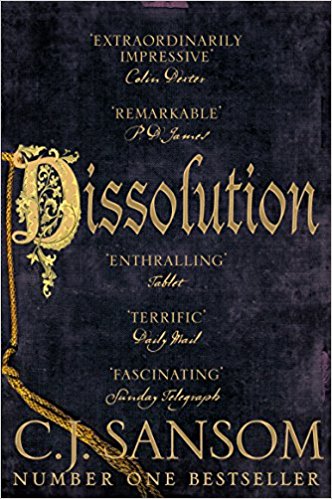 'EXTRAORDINARILY
IMPRESSIVE'
Colin Dexter
'REMARKABLE'
P. D. James
Dissolution
'ENTHRALLING'
Tablet
'TERRIFIC'
Daily Mail
'FASCINATING'
Sunday Telegraph
C. J. SANSOM
NUMBER ONE BESTSELLER